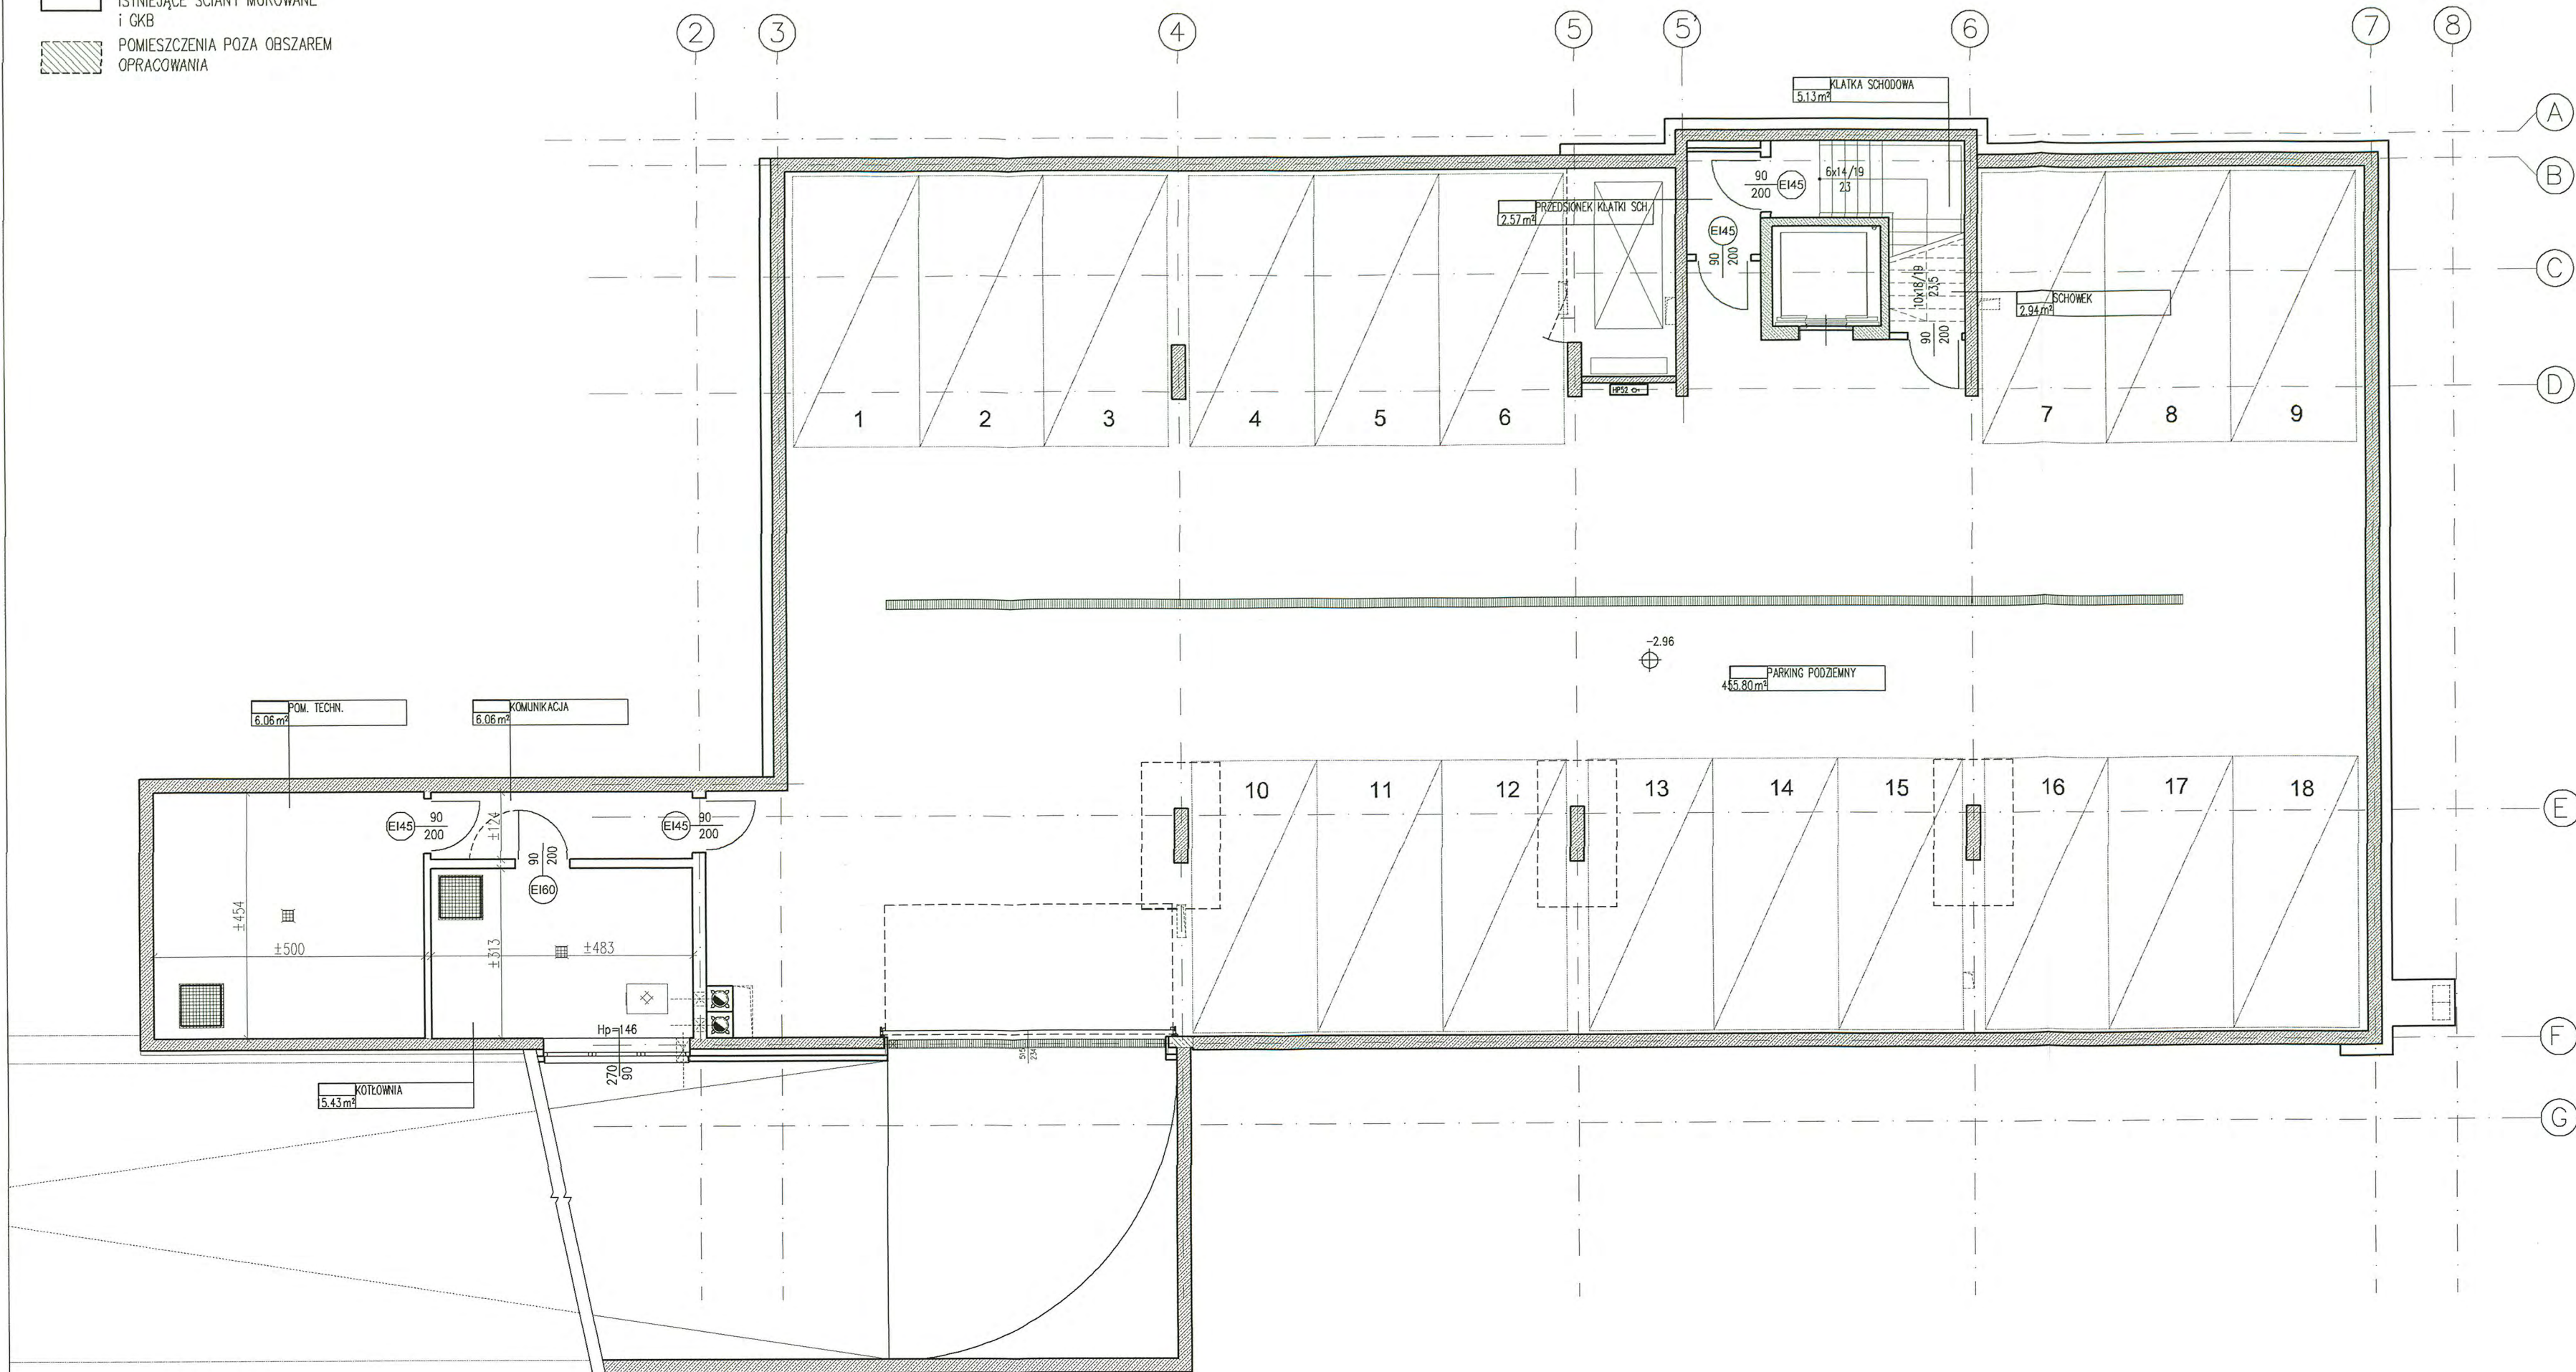 ISTNIEJĄCE ŚCIANY MUROWANE
i GKB
POMIESZCZENIA POZA OBSZAREM
OPRACOWANIA
2
3
4
5
5'
6
7
8
A
B
C
D
E
F
G
KLATKA SCHODOWA
5.13m²
PRZEDSIONEK KLATKI SCH.
2.57m²
90
200
EI45
6x14/19
23
EI45
90
200
10x18/19
23,5
SCHOWEK
2.94m²
90
200
HP52
1
2
3
4
5
6
7
8
9
-2.96
PARKING PODZIEMNY
455.80m²
POM. TECHN.
6.06m²
KOMUNIKACJA
6.06m²
10
11
12
13
14
15
16
17
18
EI45
90
200
±124
EI45
90
200
90
200
EI60
±454
±500
±313
±483
Hp=146
270
90
515
234
KOTŁOWNIA
15.43m²